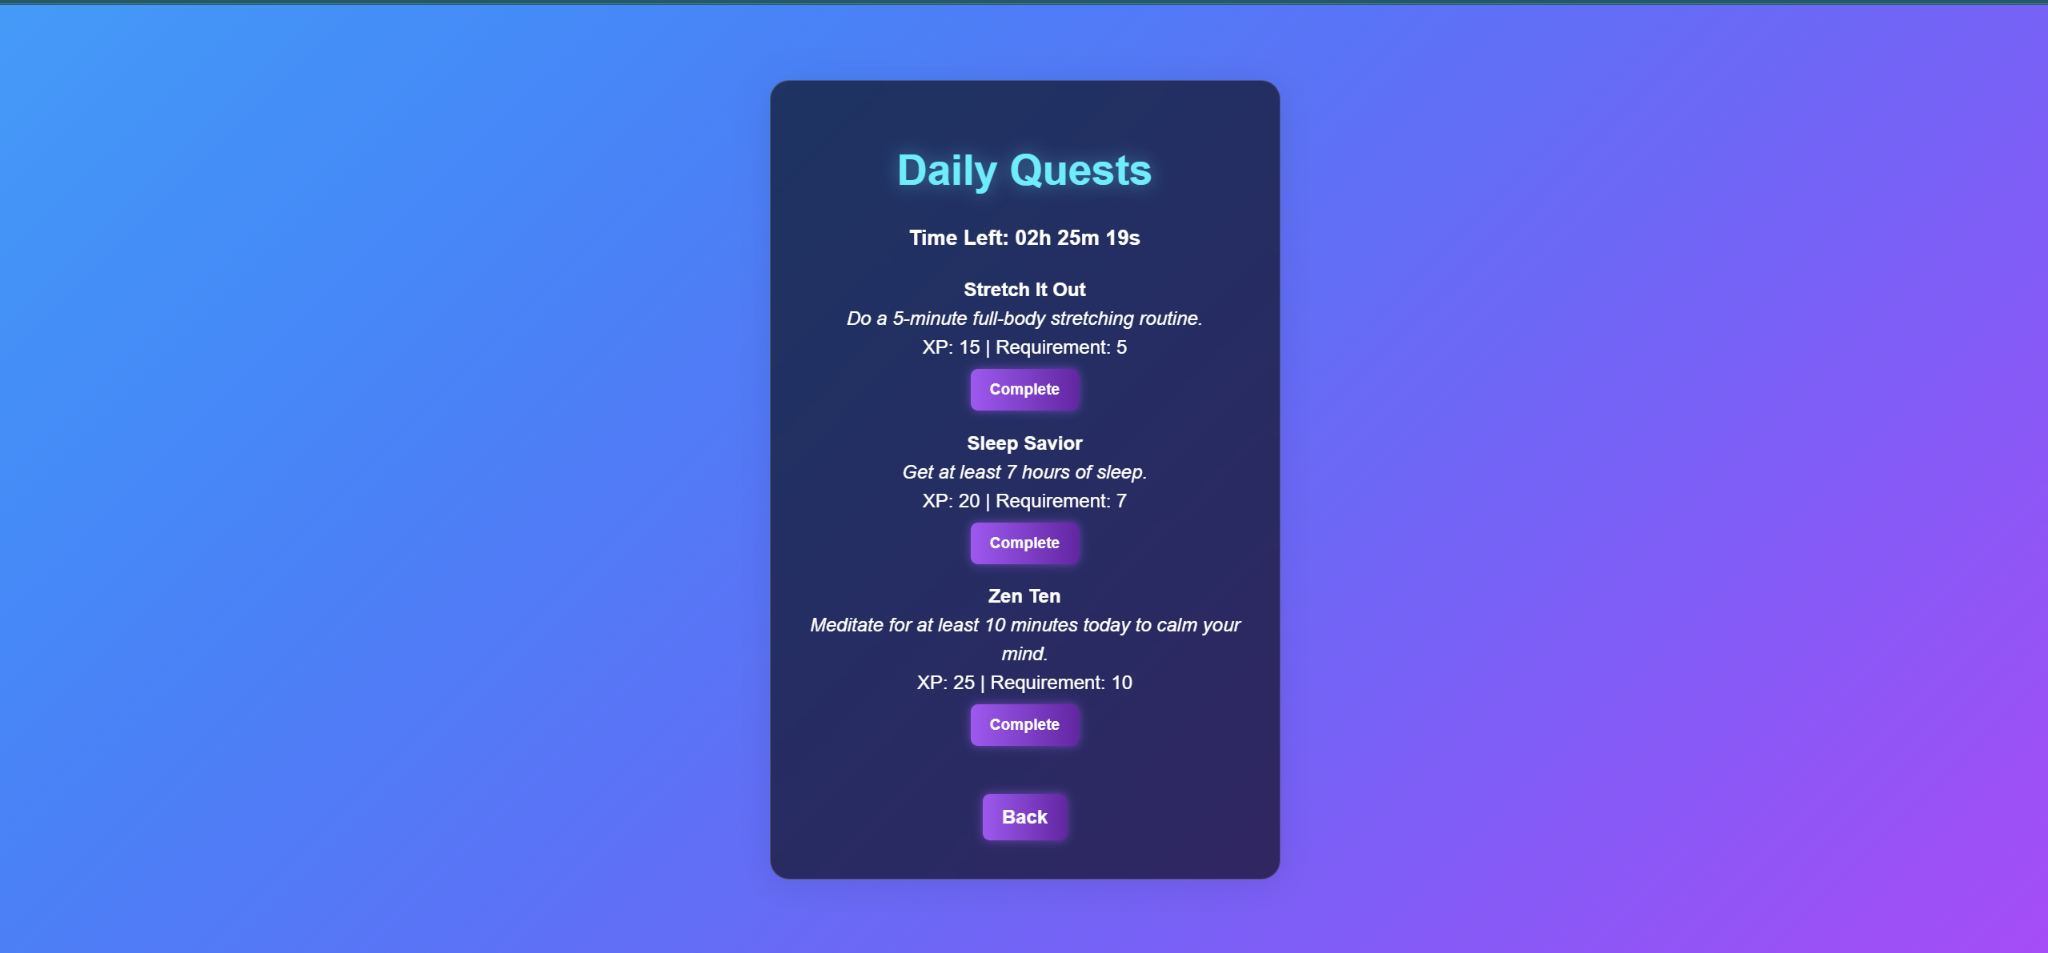 Daily Quests
Time Left: 02h 25m 19s
Stretch It Out
Do a 5-minute full-body stretching routine.
XP: 15 | Requirement: 5
Complete
Sleep Savior
Get at least 7 hours of sleep.
XP: 20 | Requirement: 7
Complete
Zen Ten
Meditate for at least 10 minutes today to calm your
mind.
XP: 25 | Requirement: 10
Complete
Back